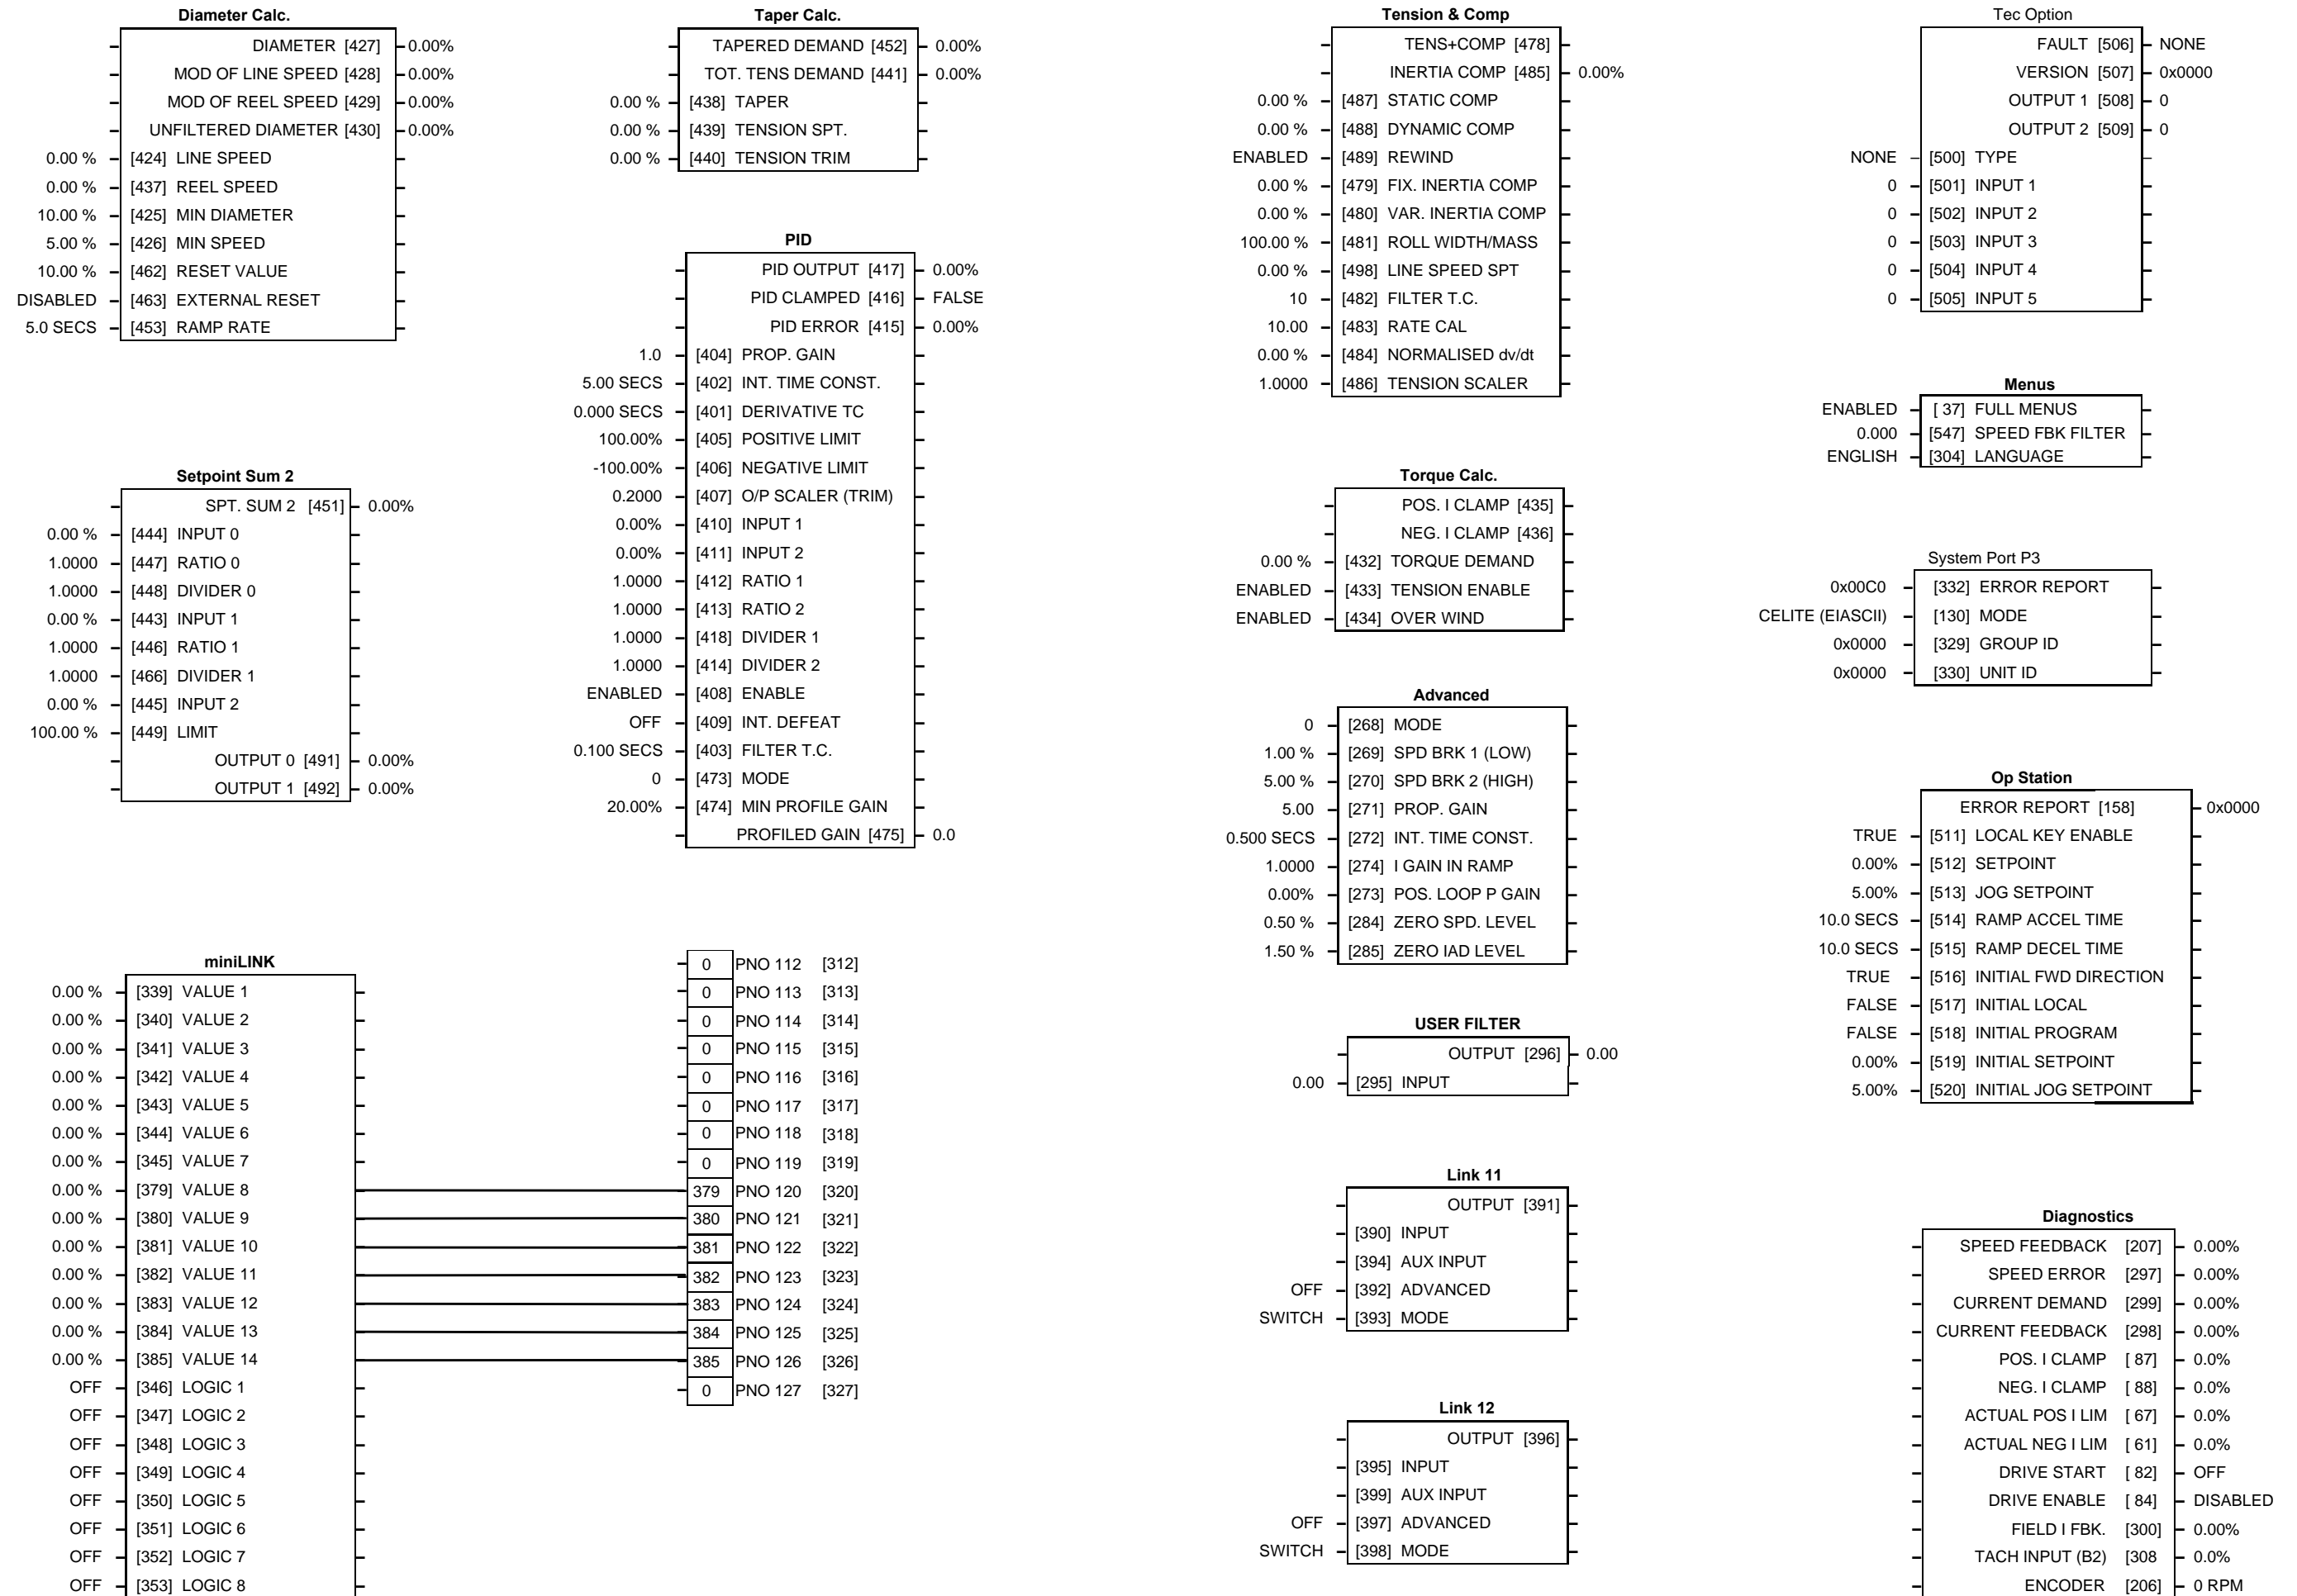 Diameter Calc.
DIAMETER [427] 0.00%
MOD OF LINE SPEED [428] 0.00%
MOD OF REEL SPEED [429] 0.00%
UNFILTERED DIAMETER [430] 0.00%
0.00 % [424] LINE SPEED
0.00 % [437] REEL SPEED
10.00 % [425] MIN DIAMETER
5.00 % [426] MIN SPEED
10.00 % [462] RESET VALUE
DISABLED [463] EXTERNAL RESET
5.0 SECS [453] RAMP RATE
Setpoint Sum 2
SPT. SUM 2 [451] 0.00%
0.00 % [444] INPUT 0
1.0000 [447] RATIO 0
1.0000 [448] DIVIDER 0
0.00 % [443] INPUT 1
1.0000 [446] RATIO 1
1.0000 [466] DIVIDER 1
0.00 % [445] INPUT 2
100.00 % [449] LIMIT
OUTPUT 0 [491] 0.00%
OUTPUT 1 [492] 0.00%
miniLINK
0.00 % [339] VALUE 1
0.00 % [340] VALUE 2
0.00 % [341] VALUE 3
0.00 % [342] VALUE 4
0.00 % [343] VALUE 5
0.00 % [344] VALUE 6
0.00 % [345] VALUE 7
0.00 % [379] VALUE 8
0.00 % [380] VALUE 9
0.00 % [381] VALUE 10
0.00 % [382] VALUE 11
0.00 % [383] VALUE 12
0.00 % [384] VALUE 13
0.00 % [385] VALUE 14
OFF [346] LOGIC 1
OFF [347] LOGIC 2
OFF [348] LOGIC 3
OFF [349] LOGIC 4
OFF [350] LOGIC 5
OFF [351] LOGIC 6
OFF [352] LOGIC 7
OFF [353] LOGIC 8
Taper Calc.
TAPERED DEMAND [452] 0.00%
TOT. TENS DEMAND [441] 0.00%
0.00 % [438] TAPER
0.00 % [439] TENSION SPT.
0.00 % [440] TENSION TRIM
PID
PID OUTPUT [417] 0.00%
PID CLAMPED [416] FALSE
PID ERROR [415] 0.00%
1.0 [404] PROP. GAIN
5.00 SECS [402] INT. TIME CONST.
0.000 SECS [401] DERIVATIVE TC
100.00% [405] POSITIVE LIMIT
-100.00% [406] NEGATIVE LIMIT
0.2000 [407] O/P SCALER (TRIM)
0.00% [410] INPUT 1
0.00% [411] INPUT 2
1.0000 [412] RATIO 1
1.0000 [413] RATIO 2
1.0000 [418] DIVIDER 1
1.0000 [414] DIVIDER 2
ENABLED [408] ENABLE
OFF [409] INT. DEFEAT
0.100 SECS [403] FILTER T.C.
0 [473] MODE
20.00% [474] MIN PROFILE GAIN
PROFILED GAIN [475] 0.0
0 PNO 112 [312]
0 PNO 113 [313]
0 PNO 114 [314]
0 PNO 115 [315]
0 PNO 116 [316]
0 PNO 117 [317]
0 PNO 118 [318]
0 PNO 119 [319]
379 PNO 120 [320]
380 PNO 121 [321]
381 PNO 122 [322]
382 PNO 123 [323]
383 PNO 124 [324]
384 PNO 125 [325]
385 PNO 126 [326]
0 PNO 127 [327]
Tension & Comp
TENS+COMP [478]
INERTIA COMP [485] 0.00%
0.00 % [487] STATIC COMP
0.00 % [488] DYNAMIC COMP
ENABLED [489] REWIND
0.00 % [479] FIX. INERTIA COMP
0.00 % [480] VAR. INERTIA COMP
100.00 % [481] ROLL WIDTH/MASS
0.00 % [498] LINE SPEED SPT
10 [482] FILTER T.C.
10.00 [483] RATE CAL
0.00 % [484] NORMALISED dv/dt
1.0000 [486] TENSION SCALER
Torque Calc.
POS. I CLAMP [435]
NEG. I CLAMP [436]
0.00 % [432] TORQUE DEMAND
ENABLED [433] TENSION ENABLE
ENABLED [434] OVER WIND
Advanced
0 [268] MODE
1.00 % [269] SPD BRK 1 (LOW)
5.00 % [270] SPD BRK 2 (HIGH)
5.00 [271] PROP. GAIN
0.500 SECS [272] INT. TIME CONST.
1.0000 [274] I GAIN IN RAMP
0.00% [273] POS. LOOP P GAIN
0.50 % [284] ZERO SPD. LEVEL
1.50 % [285] ZERO IAD LEVEL
USER FILTER
OUTPUT [296] 0.00
0.00 [295] INPUT
Link 11
OUTPUT [391]
[390] INPUT
[394] AUX INPUT
OFF [392] ADVANCED
SWITCH [393] MODE
Link 12
OUTPUT [396]
[395] INPUT
[399] AUX INPUT
OFF [397] ADVANCED
SWITCH [398] MODE
Tec Option
FAULT [506] NONE
VERSION [507] 0x0000
OUTPUT 1 [508] 0
OUTPUT 2 [509] 0
NONE [500] TYPE
0 [501] INPUT 1
0 [502] INPUT 2
0 [503] INPUT 3
0 [504] INPUT 4
0 [505] INPUT 5
Menus
ENABLED [ 37] FULL MENUS
0.000 [547] SPEED FBK FILTER
ENGLISH [304] LANGUAGE
System Port P3
0x00C0 [332] ERROR REPORT
CELITE (EIASCII) [130] MODE
0x0000 [329] GROUP ID
0x0000 [330] UNIT ID
Op Station
ERROR REPORT [158] 0x0000
TRUE [511] LOCAL KEY ENABLE
0.00% [512] SETPOINT
5.00% [513] JOG SETPOINT
10.0 SECS [514] RAMP ACCEL TIME
10.0 SECS [515] RAMP DECEL TIME
TRUE [516] INITIAL FWD DIRECTION
FALSE [517] INITIAL LOCAL
FALSE [518] INITIAL PROGRAM
0.00% [519] INITIAL SETPOINT
5.00% [520] INITIAL JOG SETPOINT
Diagnostics
SPEED FEEDBACK [207] 0.00%
SPEED ERROR [297] 0.00%
CURRENT DEMAND [299] 0.00%
CURRENT FEEDBACK [298] 0.00%
POS. I CLAMP [ 87] 0.0%
NEG. I CLAMP [ 88] 0.0%
ACTUAL POS I LIM [ 67] 0.0%
ACTUAL NEG I LIM [ 61] 0.0%
DRIVE START [ 82] OFF
DRIVE ENABLE [ 84] DISABLED
FIELD I FBK. [300] 0.00%
TACH INPUT (B2) [308 0.0%
ENCODER [206] 0 RPM